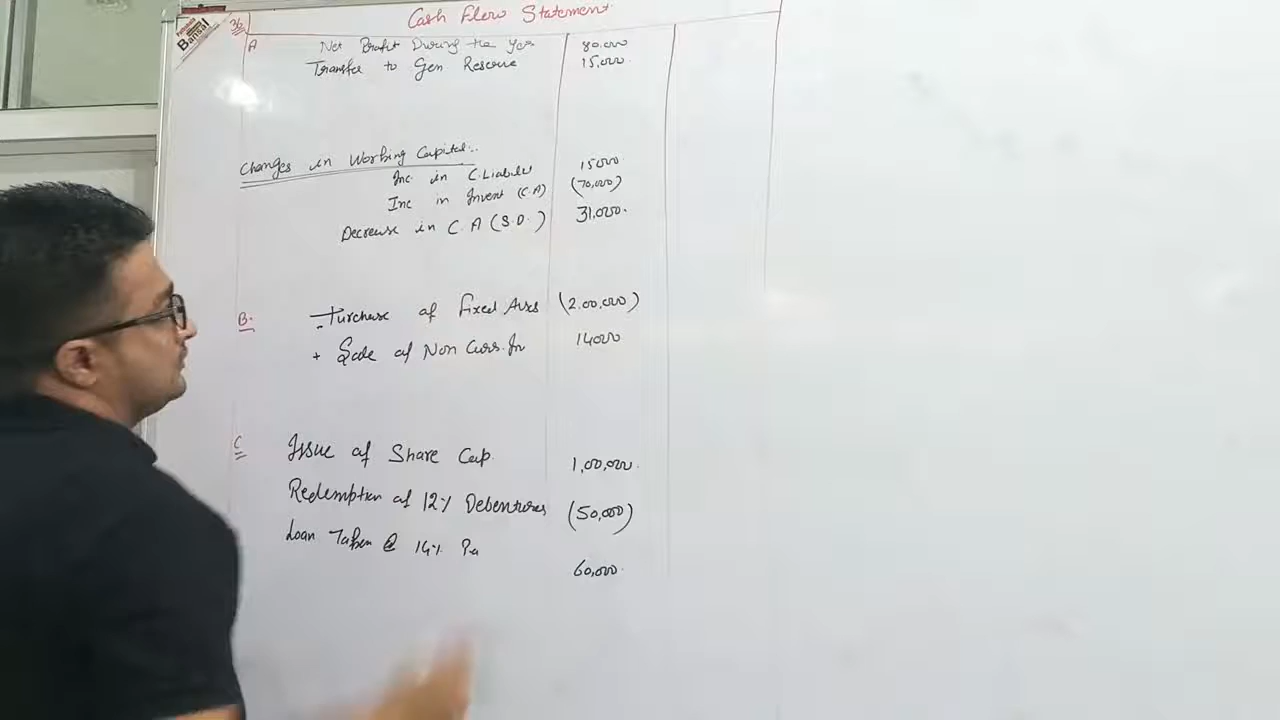 Bansal
36
Cash Flow Statement
A Net Profit During the Year 80,000
Transfer to Gen Reserve 15,000
Changes in Working Capital..
Inc in C. Liabilit 15000
Inc in Invent (C.A) (70,000)
Decrease in C.A (S.D.) 31,000.
B. - Purchase of Fixed Asses (2,00,000)
+ Sale of Non Curr. In 14000
C Issue of Share Cap. 1,00,000.
Redemption of 12% Debentures (50,000)
Loan Taken @ 14% Pa 60,000.